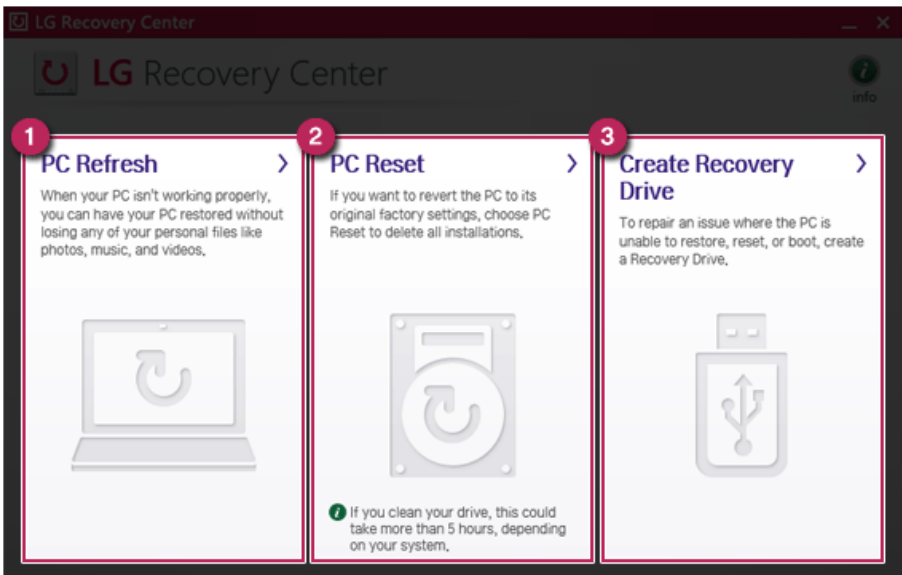 LG Recovery Center
LG Recovery Center
info
1
PC Refresh
When your PC isn't working properly,
you can have your PC restored without
losing any of your personal files like
photos, music, and videos.
2
PC Reset
If you want to revert the PC to its
original factory settings, choose PC
Reset to delete all installations.
i If you clean your drive, this could
take more than 5 hours, depending
on your system.
3
Create Recovery
Drive
To repair an issue where the PC is
unable to restore, reset, or boot, create
a Recovery Drive.